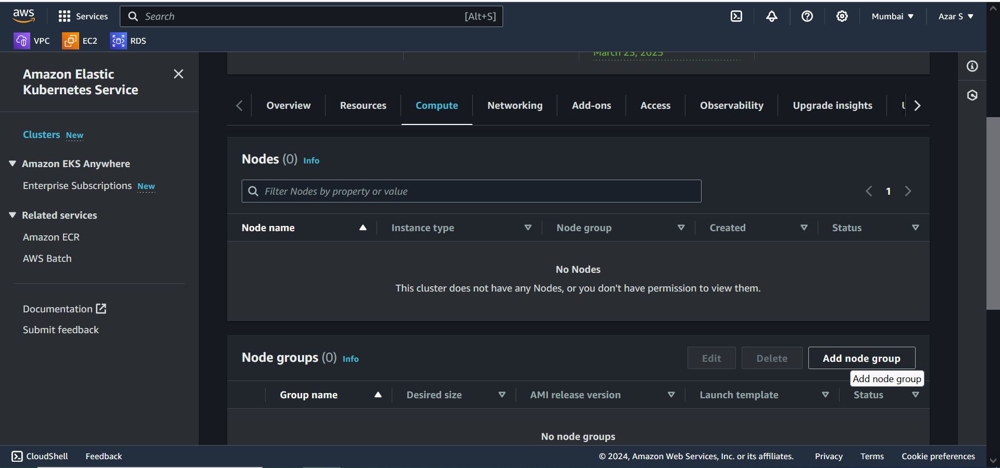 aws
Services
Search
[Alt+S]
Mumbai
Azar S
VPC
EC2
RDS
Amazon Elastic
Kubernetes Service
Clusters New
Amazon EKS Anywhere
Enterprise Subscriptions New
Related services
Amazon ECR
AWS Batch
Documentation
Submit feedback
March 23, 2025
Overview
Resources
Compute
Networking
Add-ons
Access
Observability
Upgrade insights
Nodes (0) Info
Filter Nodes by property or value
1
Node name
Instance type
Node group
Created
Status
No Nodes
This cluster does not have any Nodes, or you don't have permission to view them.
Node groups (0) Info
Edit
Delete
Add node group
Add node group
Group name
Desired size
AMI release version
Launch template
Status
No node groups
CloudShell
Feedback
© 2024, Amazon Web Services, Inc. or its affiliates.
Privacy
Terms
Cookie preferences